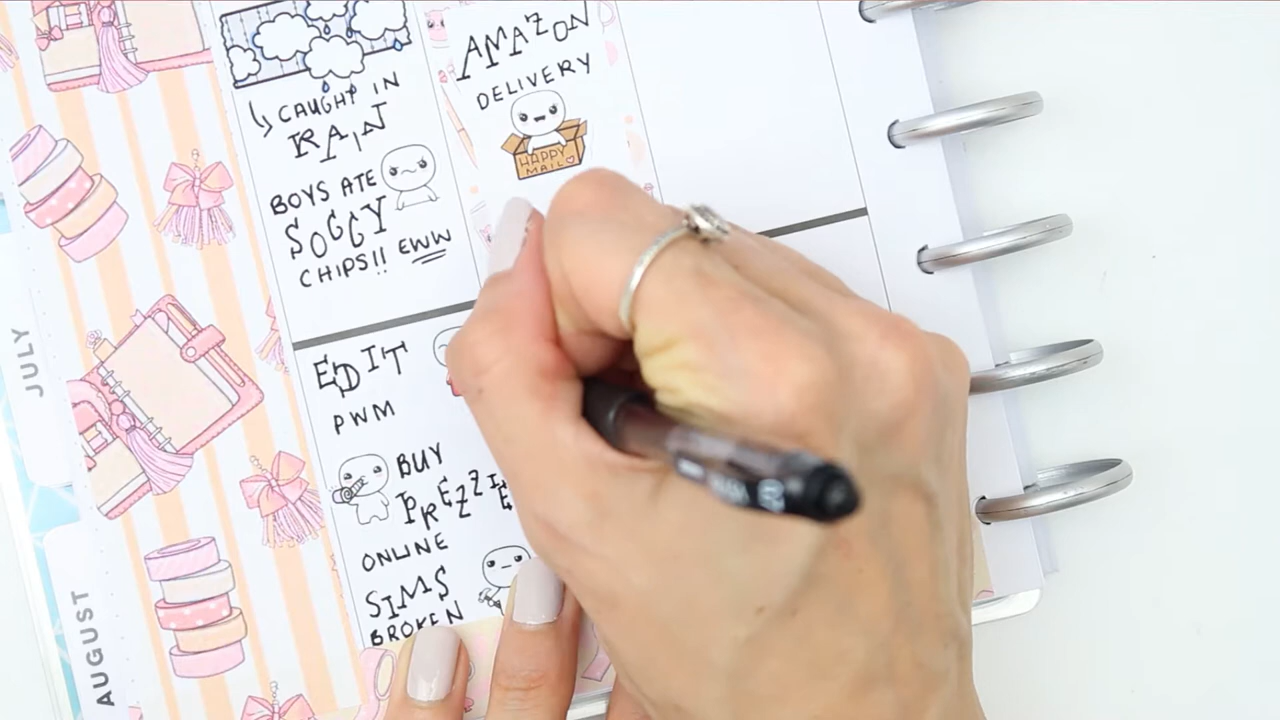 ↳ CAUGHT IN
RAIN
BOYS ATE
SOGGY
CHIPS!! EWW
AMAZON
DELIVERY
HAPPY
MAIL
EDIT
PWM
BUY
PREZZIE
ONLINE
SIMS
BROKEN
JULY
AUGUST